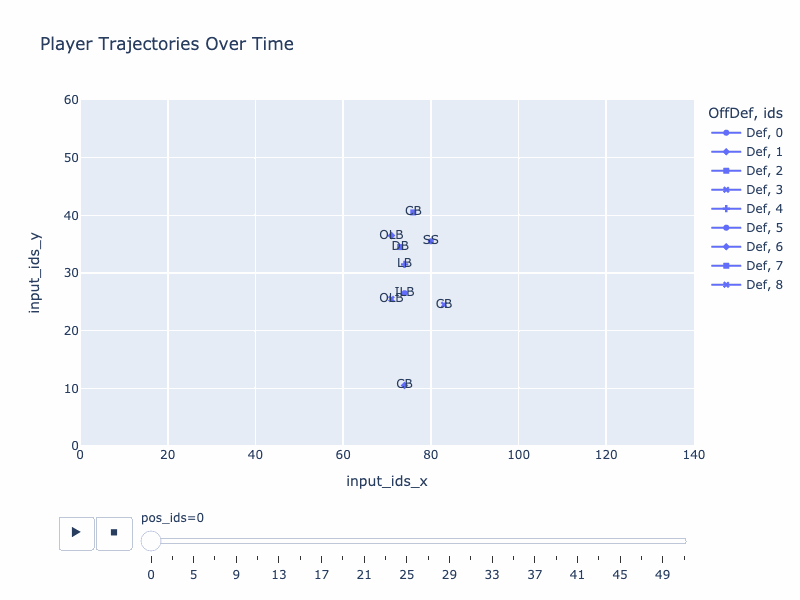 Player Trajectories Over Time
OffDef, ids
Def, 0
Def, 1
Def, 2
Def, 3
Def, 4
Def, 5
Def, 6
Def, 7
Def, 8
60
50
40
30
20
10
0
input_ids_y
CB
OLB
SS
DB
LB
ILB
OLB
CB
CB
0 20 40 60 80 100 120 140
input_ids_x
pos_ids=0
0 5 9 13 17 21 25 29 33 37 41 45 49